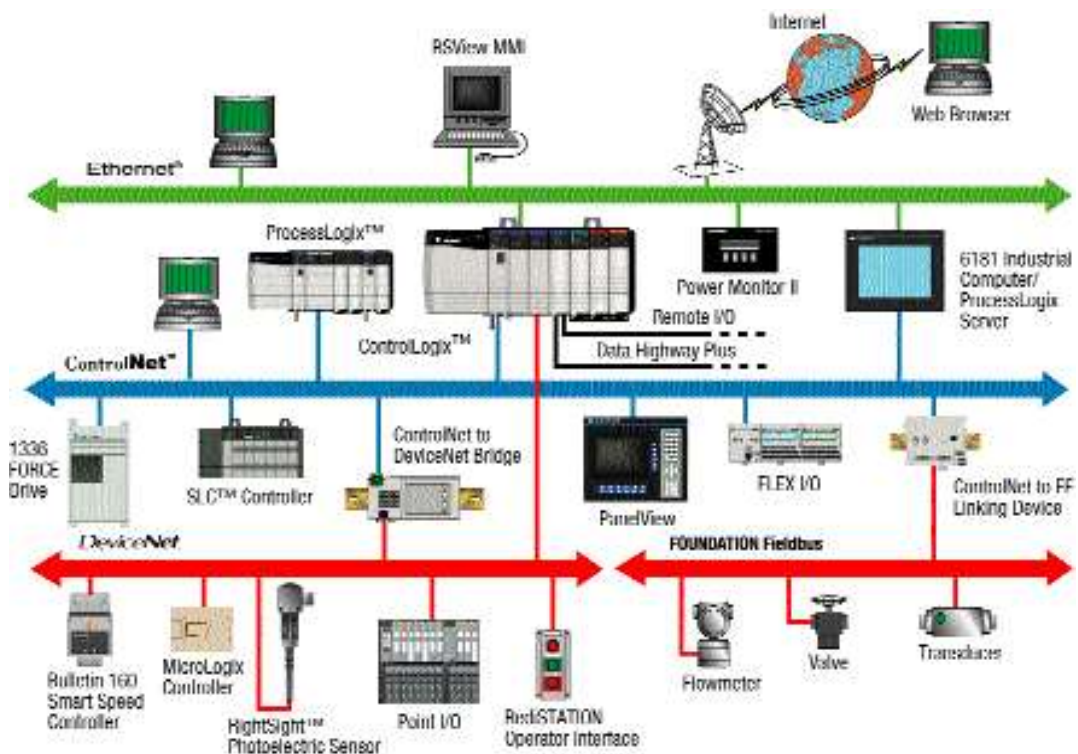 Internet
RSView MMI
Web Browser
Ethernet
ProcessLogix™
6181 Industrial
Computer/
ProcessLogix
Server
Power Monitor II
Remote I/O
ControlLogix™
Data Highway Plus
ControlNet™
1336
FORCE
Drive
SLC™ Controller
ControlNet to
DeviceNet Bridge
PanelView
FLEX I/O
ControlNet to FF
Linking Device
DeviceNet
FOUNDATION Fieldbus
Bulletin 160
Smart Speed
Controller
MicroLogix
Controller
RightSight™
Photoelectric Sensor
Point I/O
RediSTATION
Operator Interface
Flowmeter
Valve
Transducer